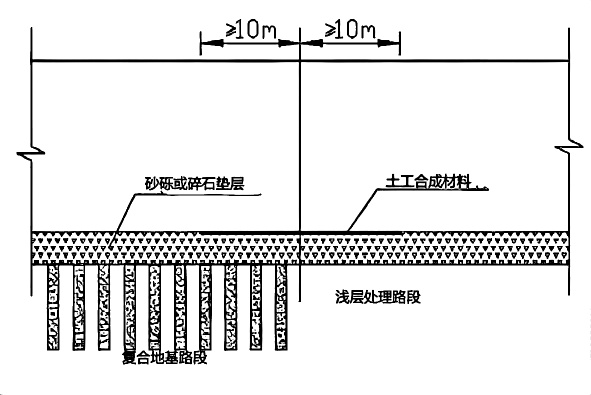 ≥10m ≥10m
砂砾或碎石垫层
土工合成材料
浅层处理路段
复合地基路段